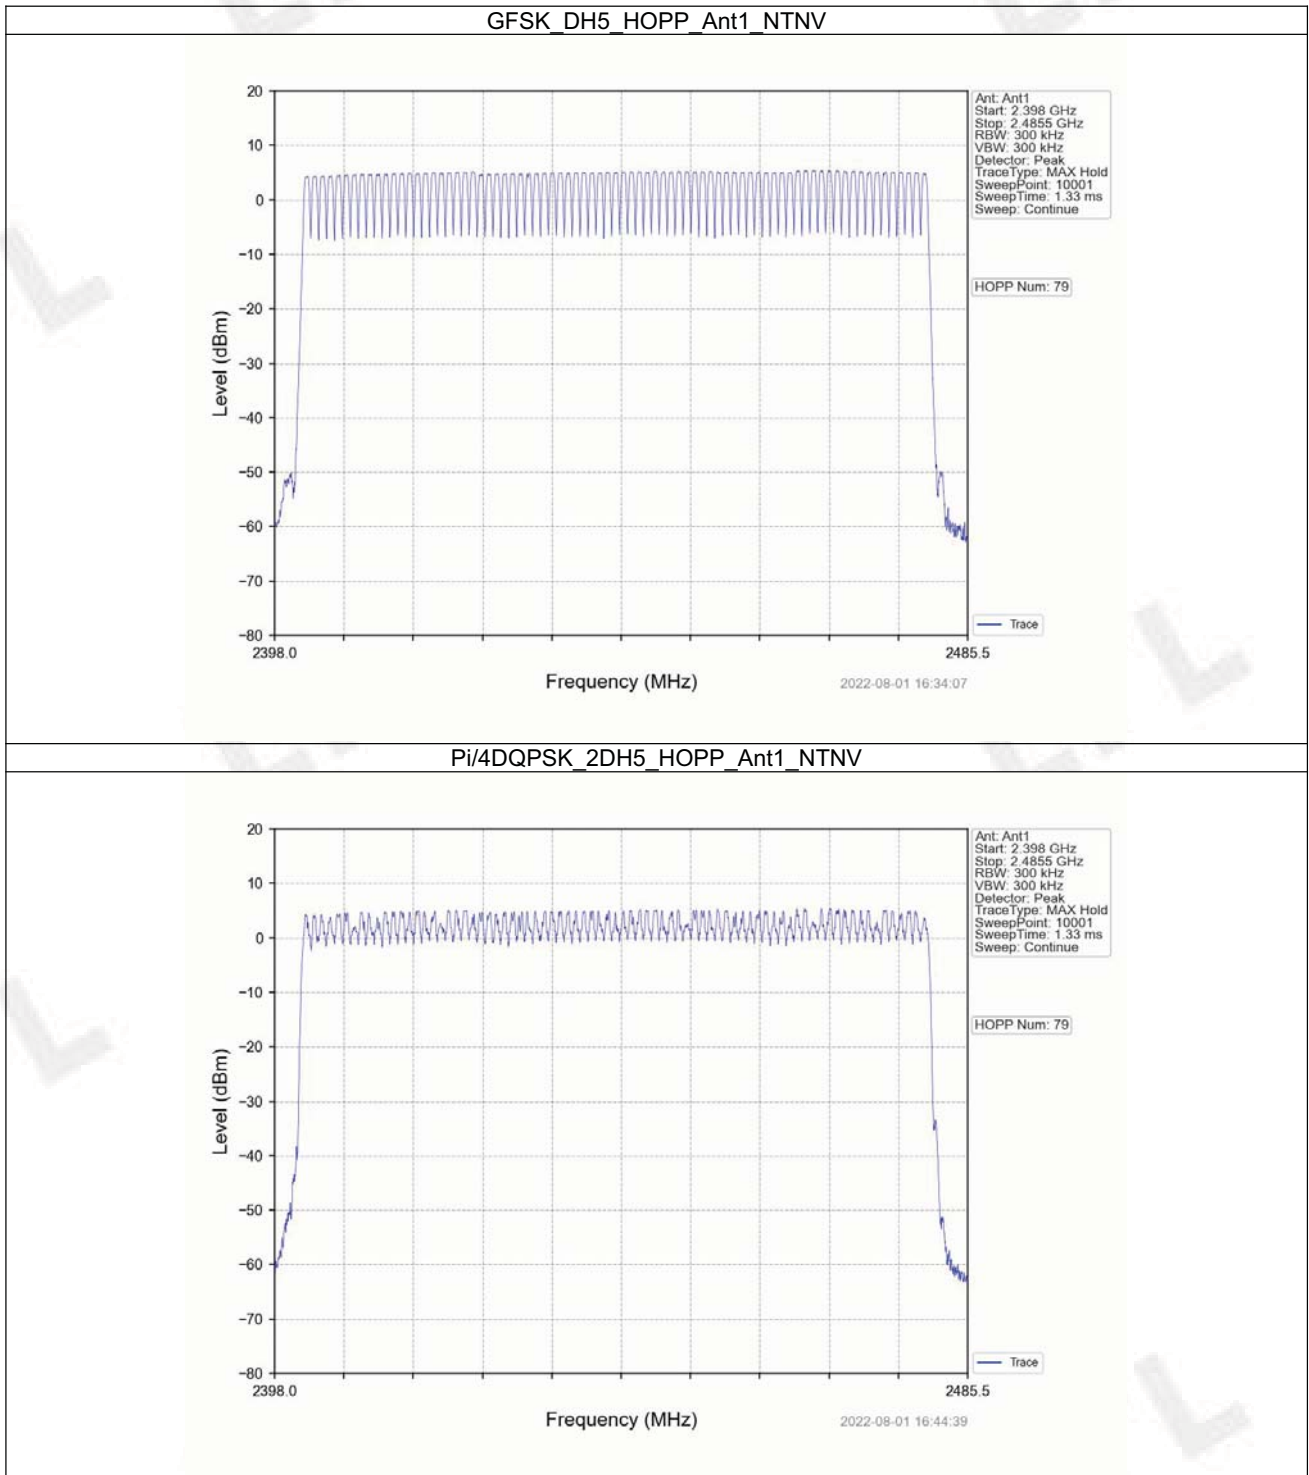 GFSK_DH5_HOPP_Ant1_NTNV
20
10
0
−10
−20
−30
−40
−50
−60
−70
−80
Level (dBm)
2398.0
2485.5
Frequency (MHz)
2022-08-01 16:34:07
Ant: Ant1
Start: 2.398 GHz
Stop: 2.4855 GHz
RBW: 300 kHz
VBW: 300 kHz
Detector: Peak
TraceType: MAX Hold
SweepPoint: 10001
SweepTime: 1.33 ms
Sweep: Continue
HOPP Num: 79
Trace
Pi/4DQPSK_2DH5_HOPP_Ant1_NTNV
20
10
0
−10
−20
−30
−40
−50
−60
−70
−80
Level (dBm)
2398.0
2485.5
Frequency (MHz)
2022-08-01 16:44:39
Ant: Ant1
Start: 2.398 GHz
Stop: 2.4855 GHz
RBW: 300 kHz
VBW: 300 kHz
Detector: Peak
TraceType: MAX Hold
SweepPoint: 10001
SweepTime: 1.33 ms
Sweep: Continue
HOPP Num: 79
Trace